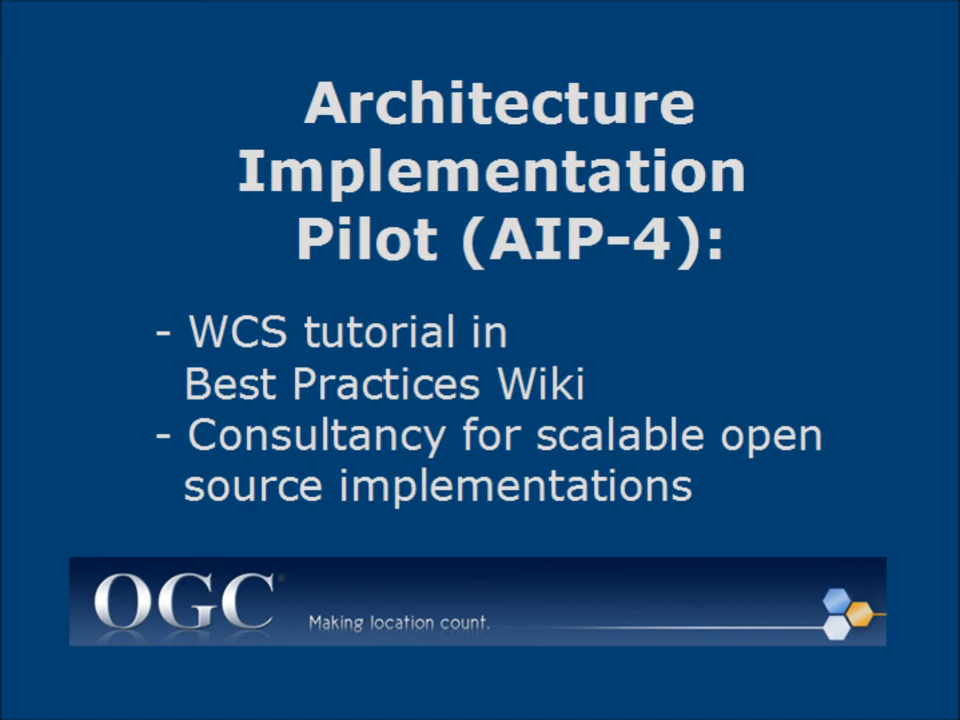 Architecture
Implementation
Pilot (AIP-4):
- WCS tutorial in
Best Practices Wiki
- Consultancy for scalable open
source implementations
OGC®
Making location count.